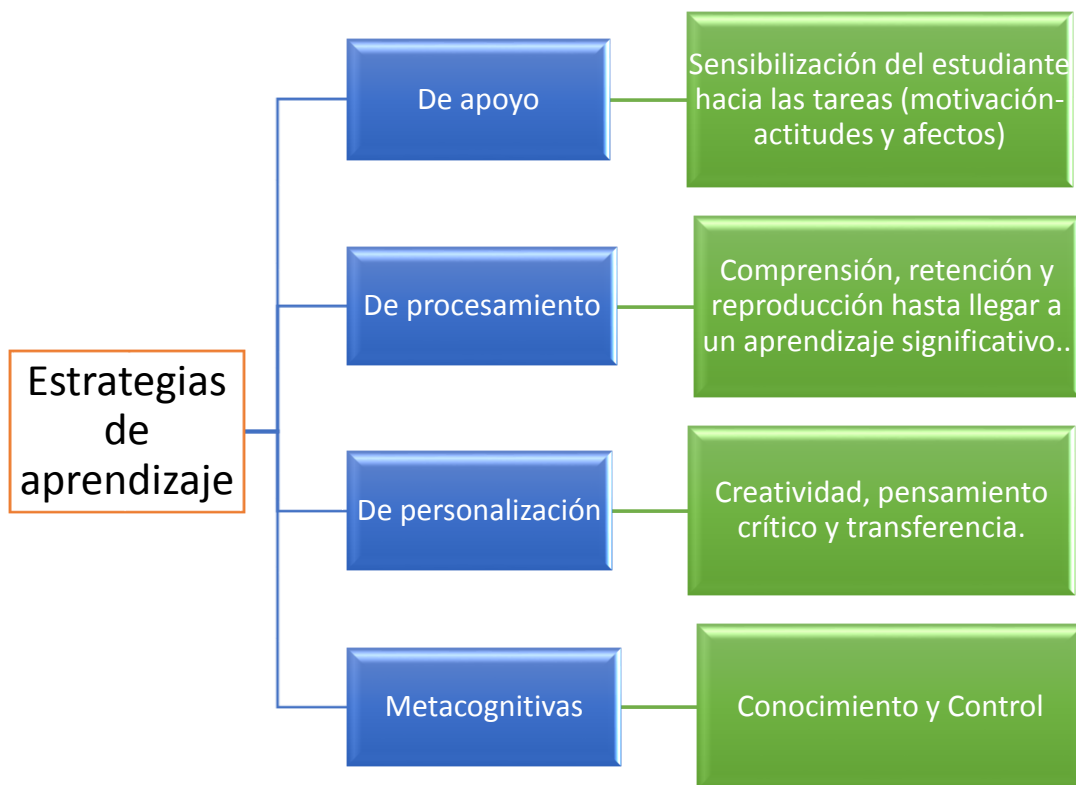 Estrategias
de
aprendizaje
De apoyo
Sensibilización del estudiante
hacia las tareas (motivación-
actitudes y afectos)
De procesamiento
Comprensión, retención y
reproducción hasta llegar a
un aprendizaje significativo..
De personalización
Creatividad, pensamiento
crítico y transferencia.
Metacognitivas
Conocimiento y Control